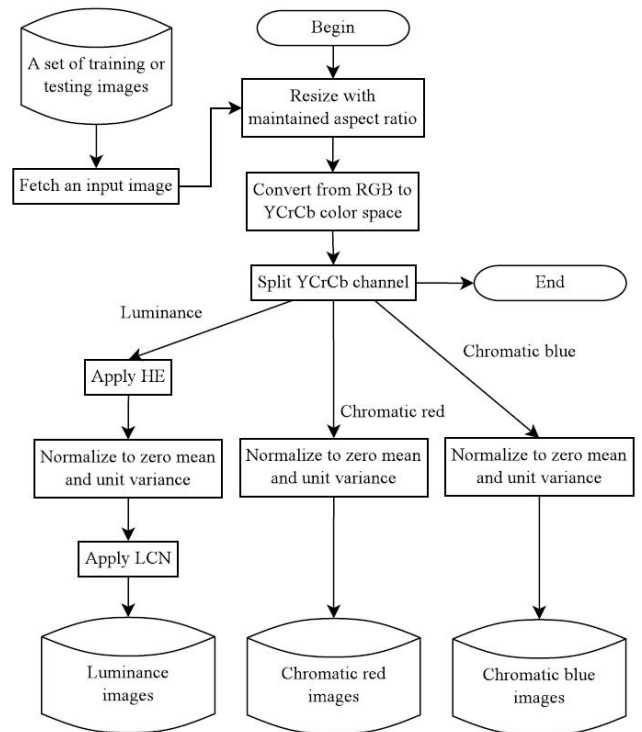 A set of training or
testing images
Fetch an input image
Begin
Resize with
maintained aspect ratio
Convert from RGB to
YCrCb color space
Split YCrCb channel
End
Luminance
Chromatic red
Chromatic blue
Apply HE
Normalize to zero mean
and unit variance
Apply LCN
Luminance
images
Normalize to zero mean
and unit variance
Chromatic red
images
Normalize to zero mean
and unit variance
Chromatic blue
images